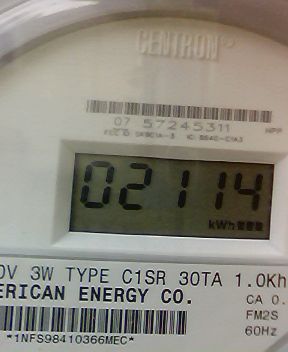 CENTRON®
07 57245311
HPP
02114
kWh
0V 3W TYPE C1SR 30TA 1.0Kh
ERICAN ENERGY CO.
CA 0.
FM2S
60Hz
*1NFS98410366MEC*